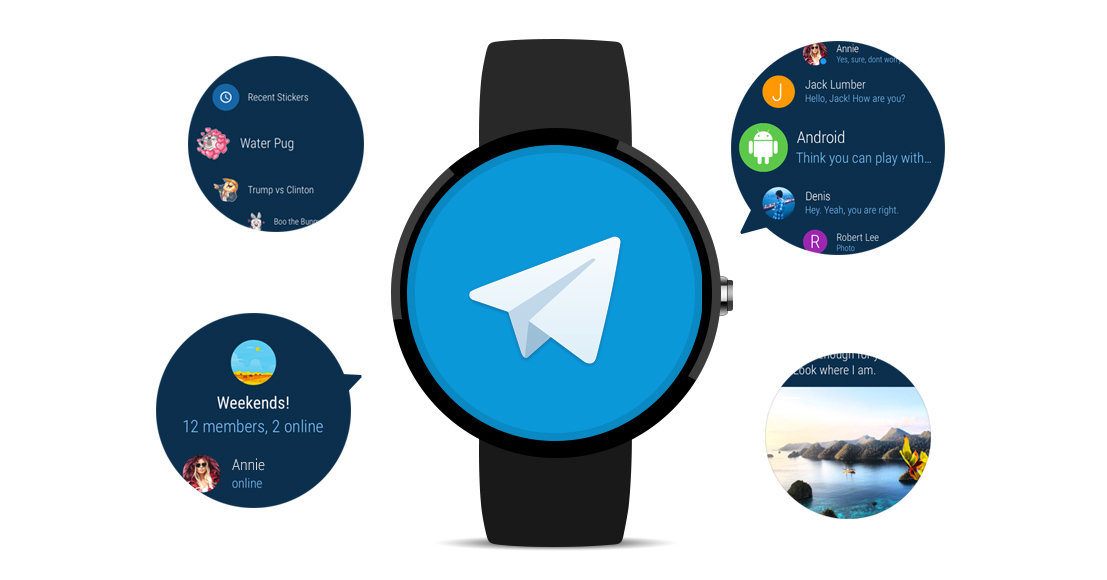 Recent Stickers
Water Pug
Trump vs Clinton
Boo the Bunn
Annie
Yes, sure, dont worry
J
Jack Lumber
Hello, Jack! How are you?
Android
Think you can play with...
Denis
Hey. Yeah, you are right.
R
Robert Lee
Photo
Weekends!
12 members, 2 online
Annie
online
Look where I am.